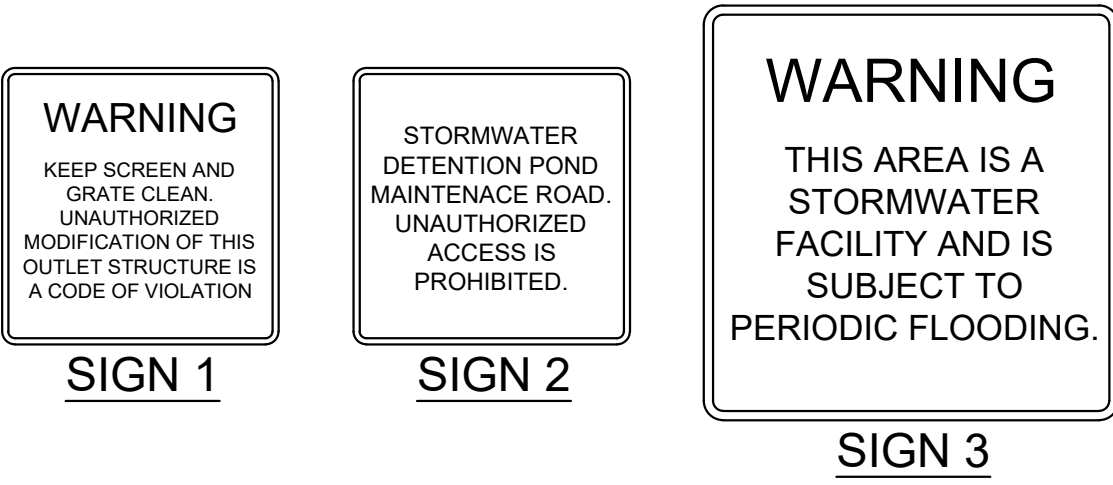 WARNING
KEEP SCREEN AND
GRATE CLEAN.
UNAUTHORIZED
MODIFICATION OF THIS
OUTLET STRUCTURE IS
A CODE OF VIOLATION
SIGN 1
STORMWATER
DETENTION POND
MAINTENACE ROAD.
UNAUTHORIZED
ACCESS IS
PROHIBITED.
SIGN 2
WARNING
THIS AREA IS A
STORMWATER
FACILITY AND IS
SUBJECT TO
PERIODIC FLOODING.
SIGN 3